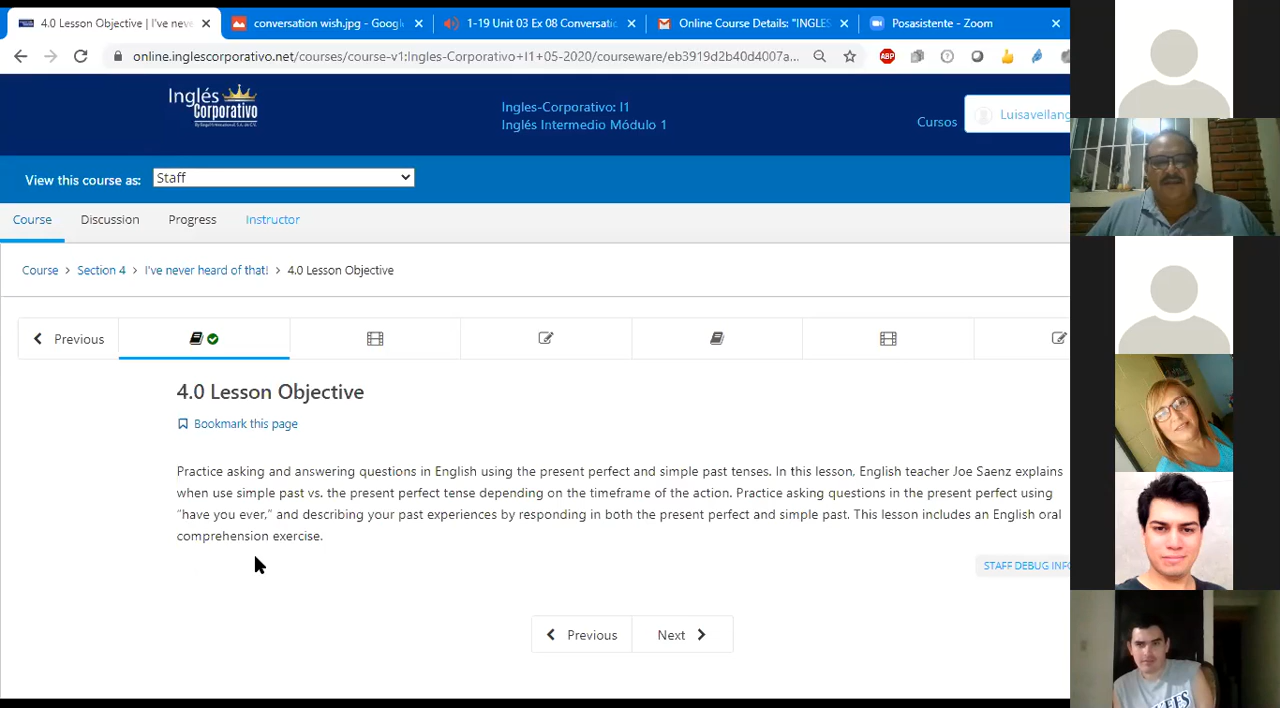 4.0 Lesson Objective | I've neve
conversation wish.jpg - Google
1-19 Unit 03 Ex 08 Conversatio
Online Course Details: "INGLES
Posasistente - Zoom
online.inglescorporativo.net/courses/course-v1:Ingles-Corporativo+I1+05-2020/courseware/eb3919d2b40d4007a...
ABP
Inglés
Corporativo
Ingles-Corporativo: I1
Inglés Intermedio Módulo 1
Cursos
Luisavellang
View this course as:
Staff
Course
Discussion
Progress
Instructor
Course > Section 4 > I've never heard of that! > 4.0 Lesson Objective
Previous
4.0 Lesson Objective
Bookmark this page
Practice asking and answering questions in English using the present perfect and simple past tenses. In this lesson, English teacher Joe Saenz explains
when use simple past vs. the present perfect tense depending on the timeframe of the action. Practice asking questions in the present perfect using
“have you ever,” and describing your past experiences by responding in both the present perfect and simple past. This lesson includes an English oral
comprehension exercise.
STAFF DEBUG INFO
Previous
Next